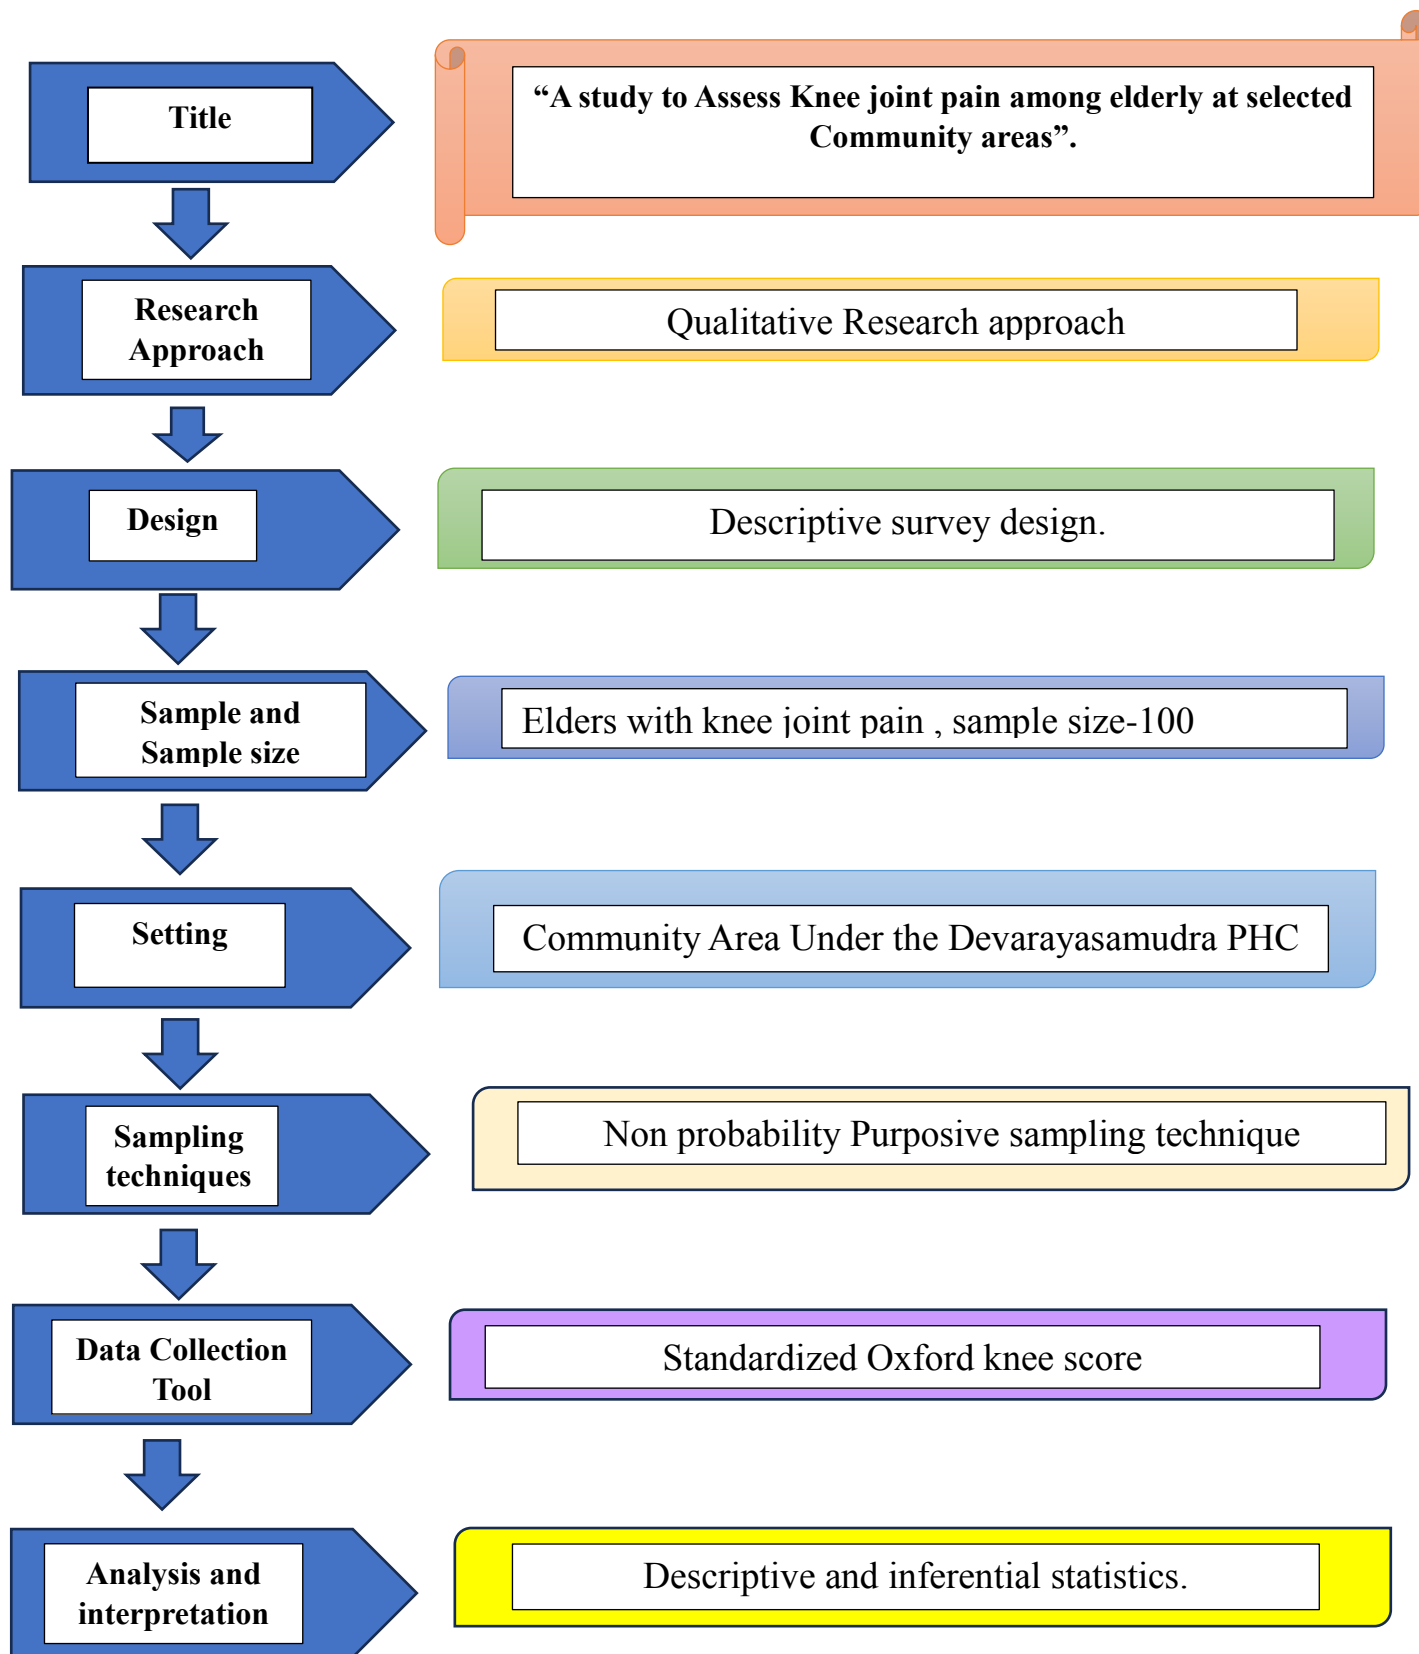 Title
“A study to Assess Knee joint pain among elderly at selected
Community areas”.
Research
Approach
Qualitative Research approach
Design
Descriptive survey design.
Sample and
Sample size
Elders with knee joint pain , sample size-100
Setting
Community Area Under the Devarayasamudra PHC
Sampling
techniques
Non probability Purposive sampling technique
Data Collection
Tool
Standardized Oxford knee score
Analysis and
interpretation
Descriptive and inferential statistics.